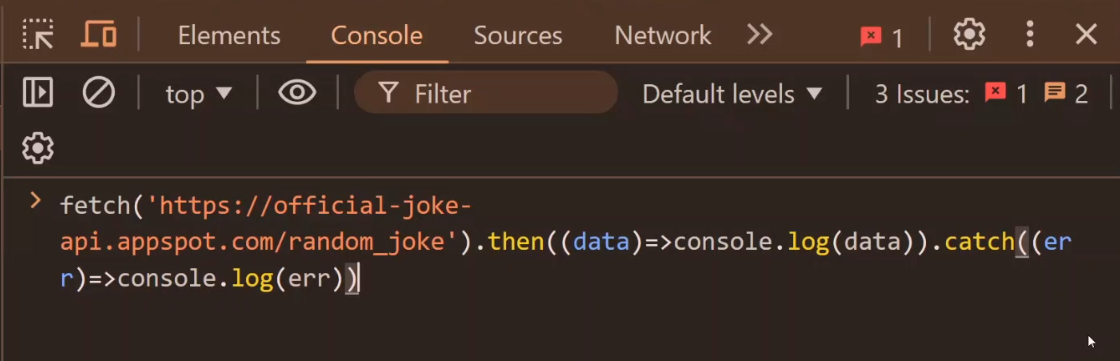 Elements Console Sources Network 1
top Filter Default levels 3 Issues: 1 2
fetch('https://official-joke-
api.appspot.com/random_joke').then((data)=>console.log(data)).catch((er
r)=>console.log(err))